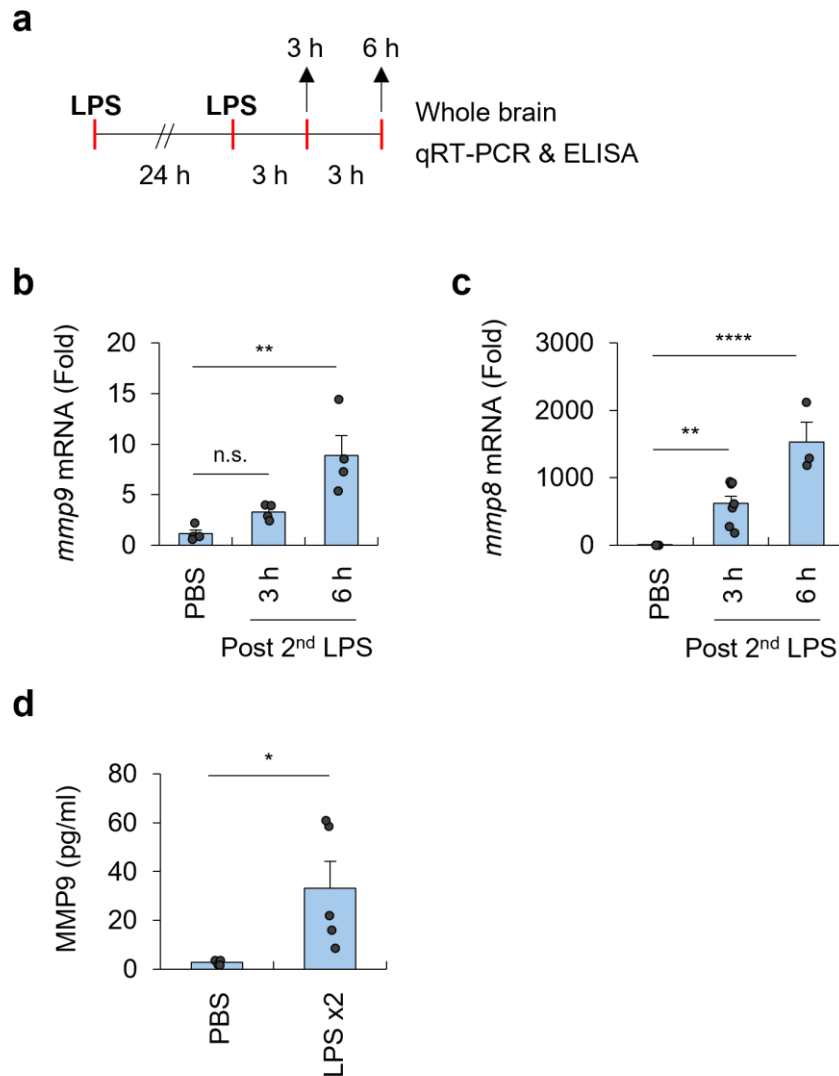 a
3 h 6 h
LPS LPS
Whole brain
qRT-PCR & ELISA
24 h 3 h 3 h
b
mmp9 mRNA (Fold)
20
15
10
5
0
**
n.s.
PBS
3 h
6 h
Post 2nd LPS
c
mmp8 mRNA (Fold)
3000
2000
1000
0
****
**
PBS
3 h
6 h
Post 2nd LPS
d
MMP9 (pg/ml)
80
60
40
20
0
*
PBS
LPS x2